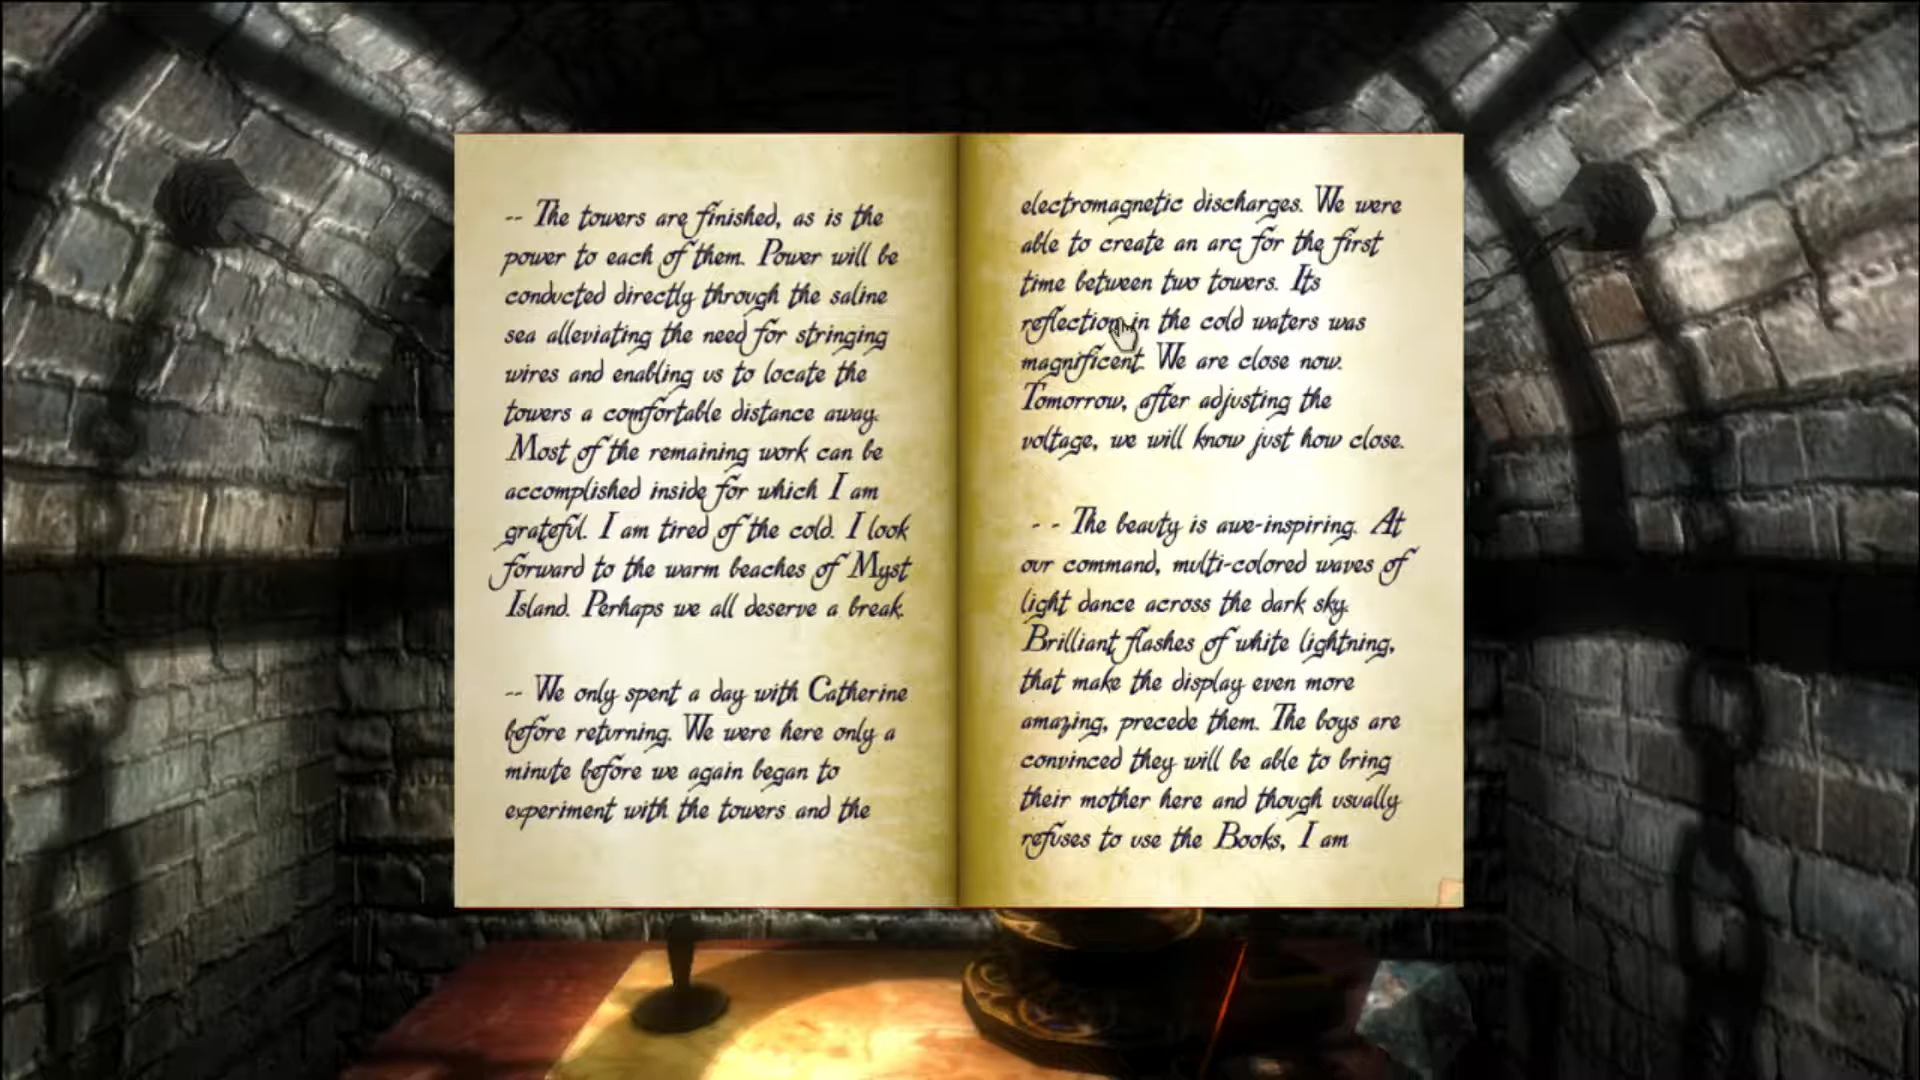 -- The towers are finished, as is the
power to each of them. Power will be
conducted directly through the saline
sea alleviating the need for stringing
wires and enabling us to locate the
towers a comfortable distance away.
Most of the remaining work can be
accomplished inside for which I am
grateful. I am tired of the cold. I look
forward to the warm beaches of Myst
Island. Perhaps we all deserve a break.
-- We only spent a day with Catherine
before returning. We were here only a
minute before we again began to
experiment with the towers and the
electromagnetic discharges. We were
able to create an arc for the first
time between two towers. Its
reflection in the cold waters was
magnificent. We are close now.
Tomorrow, after adjusting the
voltage, we will know just how close.
- - The beauty is awe-inspiring. At
our command, multi-colored waves of
light dance across the dark sky.
Brilliant flashes of white lightning,
that make the display even more
amazing, precede them. The boys are
convinced they will be able to bring
their mother here and though usually
refuses to use the Books, I am